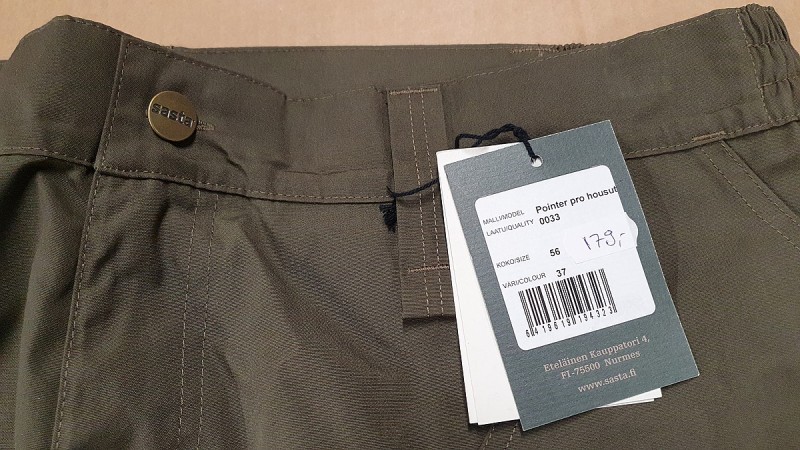 sasta
MALLI/MODEL Pointer pro housut
LAATU/QUALITY 0033
179,-
KOKO/SIZE 56
VÄRI/COLOUR 37
6419619194323
Eteläinen Kauppatori 4,
FI-75500 Nurmes
www.sasta.fi